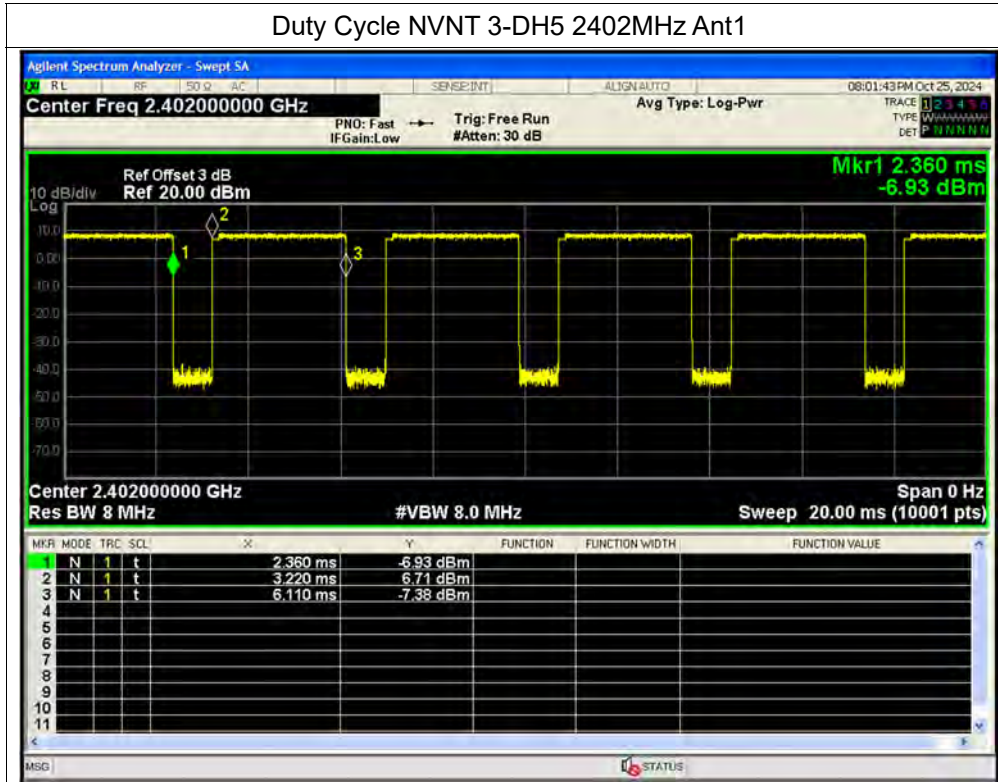 Duty Cycle NVNT 3-DH5 2402MHz Ant1
Agilent Spectrum Analyzer - Swept SA
RL RF 50 Ω AC SENSE:INT ALIGN AUTO 08:01:43 PM Oct 25, 2024
Center Freq 2.402000000 GHz Avg Type: Log-Pwr TRACE 1 2 3 4 5 6
PNO: Fast Trig: Free Run TYPE W
IFGain:Low #Atten: 30 dB DET P N N N N N
Mkr1 2.360 ms
-6.93 dBm
Ref Offset 3 dB
10 dB/div Ref 20.00 dBm
Log
10.0
0.00
-10.0
-20.0
-30.0
-40.0
-50.0
-60.0
-70.0
1
2
3
Center 2.402000000 GHz Span 0 Hz
Res BW 8 MHz #VBW 8.0 MHz Sweep 20.00 ms (10001 pts)
MKR MODE TRC SCL X Y FUNCTION FUNCTION WIDTH FUNCTION VALUE
1 N 1 t 2.360 ms -6.93 dBm
2 N 1 t 3.220 ms 6.71 dBm
3 N 1 t 6.110 ms -7.38 dBm
4
5
6
7
8
9
10
11
MSG STATUS